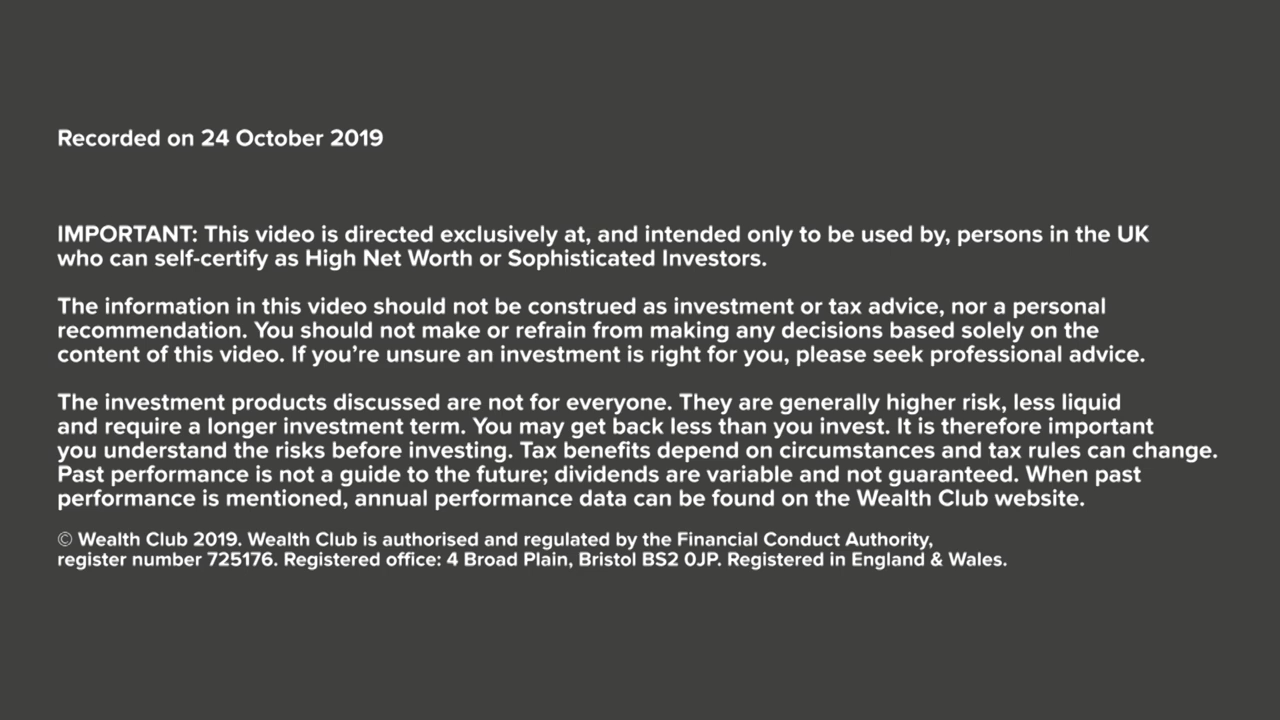 Recorded on 24 October 2019
IMPORTANT: This video is directed exclusively at, and intended only to be used by, persons in the UK
who can self-certify as High Net Worth or Sophisticated Investors.
The information in this video should not be construed as investment or tax advice, nor a personal
recommendation. You should not make or refrain from making any decisions based solely on the
content of this video. If you’re unsure an investment is right for you, please seek professional advice.
The investment products discussed are not for everyone. They are generally higher risk, less liquid
and require a longer investment term. You may get back less than you invest. It is therefore important
you understand the risks before investing. Tax benefits depend on circumstances and tax rules can change.
Past performance is not a guide to the future; dividends are variable and not guaranteed. When past
performance is mentioned, annual performance data can be found on the Wealth Club website.
© Wealth Club 2019. Wealth Club is authorised and regulated by the Financial Conduct Authority,
register number 725176. Registered office: 4 Broad Plain, Bristol BS2 0JP. Registered in England & Wales.